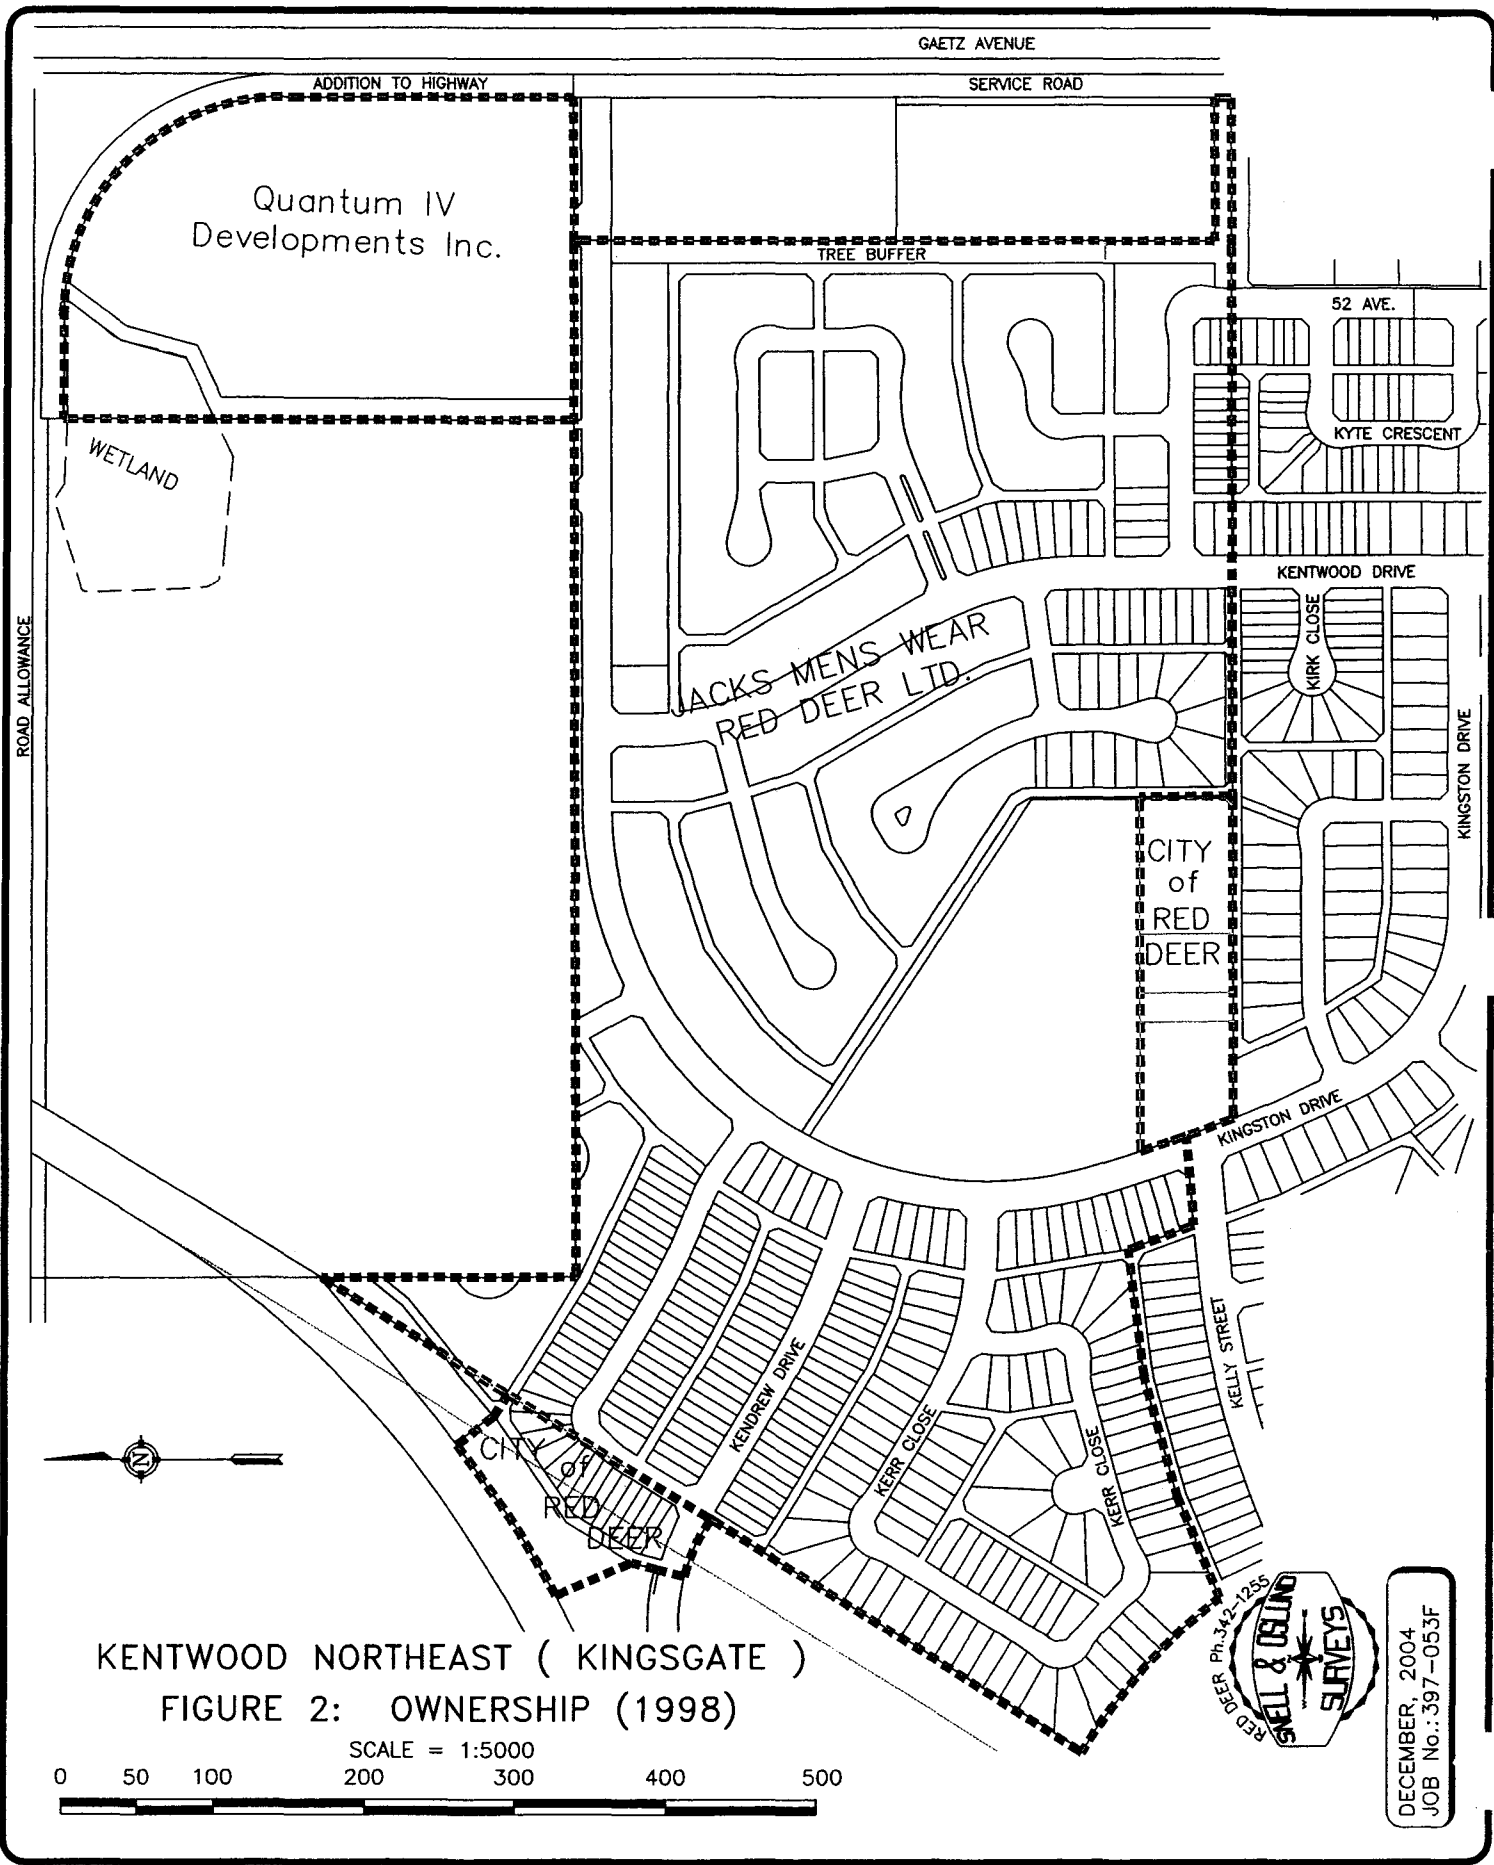 GAETZ AVENUE
ADDITION TO HIGHWAY
SERVICE ROAD
Quantum IV
Developments Inc.
TREE BUFFER
52 AVE.
KYTE CRESCENT
WETLAND
KENTWOOD DRIVE
KIRK CLOSE
ROAD ALLOWANCE
JACKS MENS WEAR
RED DEER LTD.
KINGSTON DRIVE
CITY
of
RED
DEER
KINGSTON DRIVE
KELLY STREET
KENDREW DRIVE
KERR CLOSE
KERR CLOSE
N
CITY
of
RED
DEER
KENTWOOD NORTHEAST ( KINGSGATE )
FIGURE 2: OWNERSHIP (1998)
SCALE = 1:5000
0 50 100 200 300 400 500
RED DEER Ph.342-1255
SNELL & OSLUND
SURVEYS
DECEMBER, 2004
JOB No.:397-053F